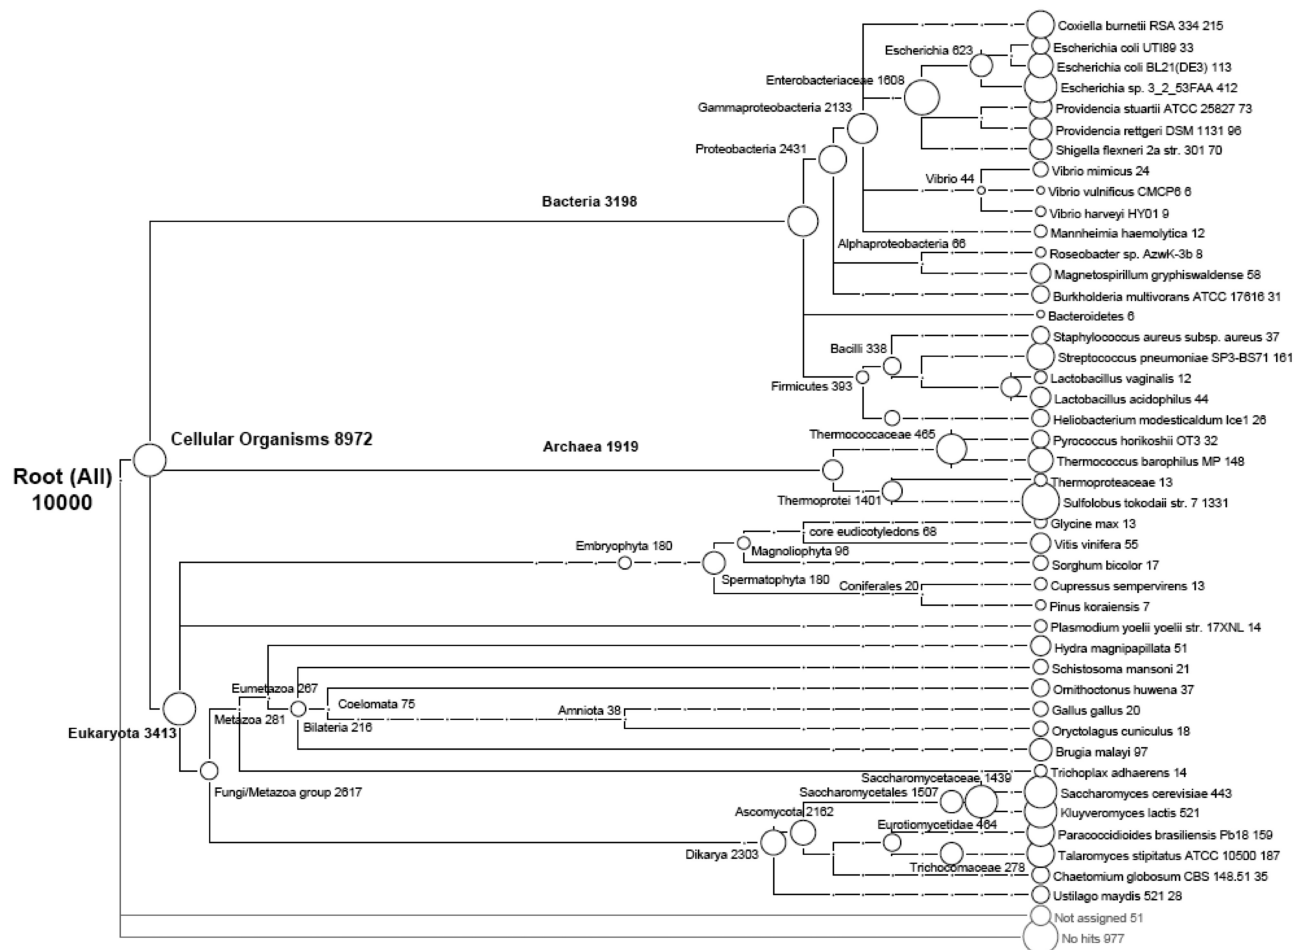 Coxiella burnetii RSA 334 215
Escherichia 623
Escherichia coli UTI89 33
Escherichia coli BL21(DE3) 113
Enterobacteriaceae 1608
Escherichia sp. 3_2_53FAA 412
Gammaproteobacteria 2133
Providencia stuartii ATCC 25827 73
Providencia rettgeri DSM 1131 96
Proteobacteria 2431
Shigella flexneri 2a str. 301 70
Vibrio mimicus 24
Vibrio 44
Vibrio vulnificus CMCP6 6
Bacteria 3198
Vibrio harveyi HY01 9
Mannheimia haemolytica 12
Alphaproteobacteria 66
Roseobacter sp. AzwK-3b 8
Magnetospirillum gryphiswaldense 58
Burkholderia multivorans ATCC 17616 31
Bacteroidetes 6
Staphylococcus aureus subsp. aureus 37
Bacilli 338
Streptococcus pneumoniae SP3-BS71 161
Firmicutes 393
Lactobacillus vaginalis 12
Lactobacillus acidophilus 44
Heliobacterium modesticaldum Ice1 26
Thermococcaceae 465
Cellular Organisms 8972
Pyrococcus horikoshii OT3 32
Archaea 1919
Thermococcus barophilus MP 148
Root (All)
10000
Thermoproteaceae 13
Thermoprotei 1401
Sulfolobus tokodaii str. 7 1331
Glycine max 13
core eudicotyledons 68
Embryophyta 180
Vitis vinifera 55
Magnoliophyta 96
Sorghum bicolor 17
Spermatophyta 180
Coniferales 20
Cupressus sempervirens 13
Pinus koraiensis 7
Plasmodium yoelii yoelii str. 17XNL 14
Hydra magnipapillata 51
Schistosoma mansoni 21
Eumetazoa 267
Ornithoctonus huwena 37
Coelomata 75
Amniota 38
Gallus gallus 20
Metazoa 281
Bilateria 216
Oryctolagus cuniculus 18
Eukaryota 3413
Brugia malayi 97
Trichoplax adhaerens 14
Saccharomycetaceae 1439
Fungi/Metazoa group 2617
Saccharomycetales 1507
Saccharomyces cerevisiae 443
Ascomycota 2162
Kluyveromyces lactis 521
Eurotiomycetidae 464
Paracoccidioides brasiliensis Pb18 159
Dikarya 2303
Talaromyces stipitatus ATCC 10500 187
Trichocomaceae 278
Chaetomium globosum CBS 148.51 35
Ustilago maydis 521 28
Not assigned 51
No hits 977